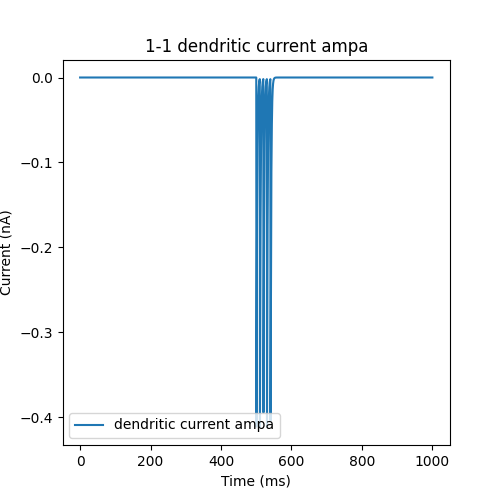 1-1 dendritic current ampa
0.0
−0.1
−0.2
−0.3
−0.4
Current (nA)
dendritic current ampa
0
200
400
600
800
1000
Time (ms)